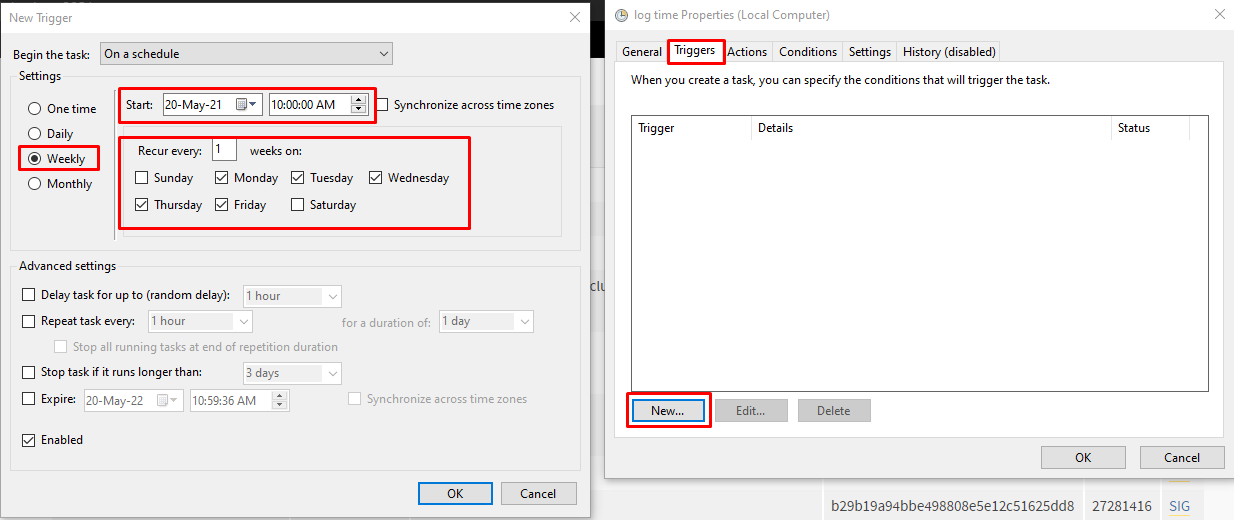 New Trigger
Begin the task: On a schedule
Settings
One time
Daily
Weekly
Monthly
Start: 20-May-21 10:00:00 AM Synchronize across time zones
Recur every: 1 weeks on:
Sunday Monday Tuesday Wednesday
Thursday Friday Saturday
Advanced settings
Delay task for up to (random delay): 1 hour
Repeat task every: 1 hour for a duration of: 1 day
Stop all running tasks at end of repetition duration
Stop task if it runs longer than: 3 days
Expire: 20-May-22 10:59:36 AM Synchronize across time zones
Enabled
OK Cancel
log time Properties (Local Computer)
General Triggers Actions Conditions Settings History (disabled)
When you create a task, you can specify the conditions that will trigger the task.
Trigger Details Status
New... Edit... Delete
OK Cancel
clu
b29b19a94bbe498808e5e12c51625dd8 27281416 SIG